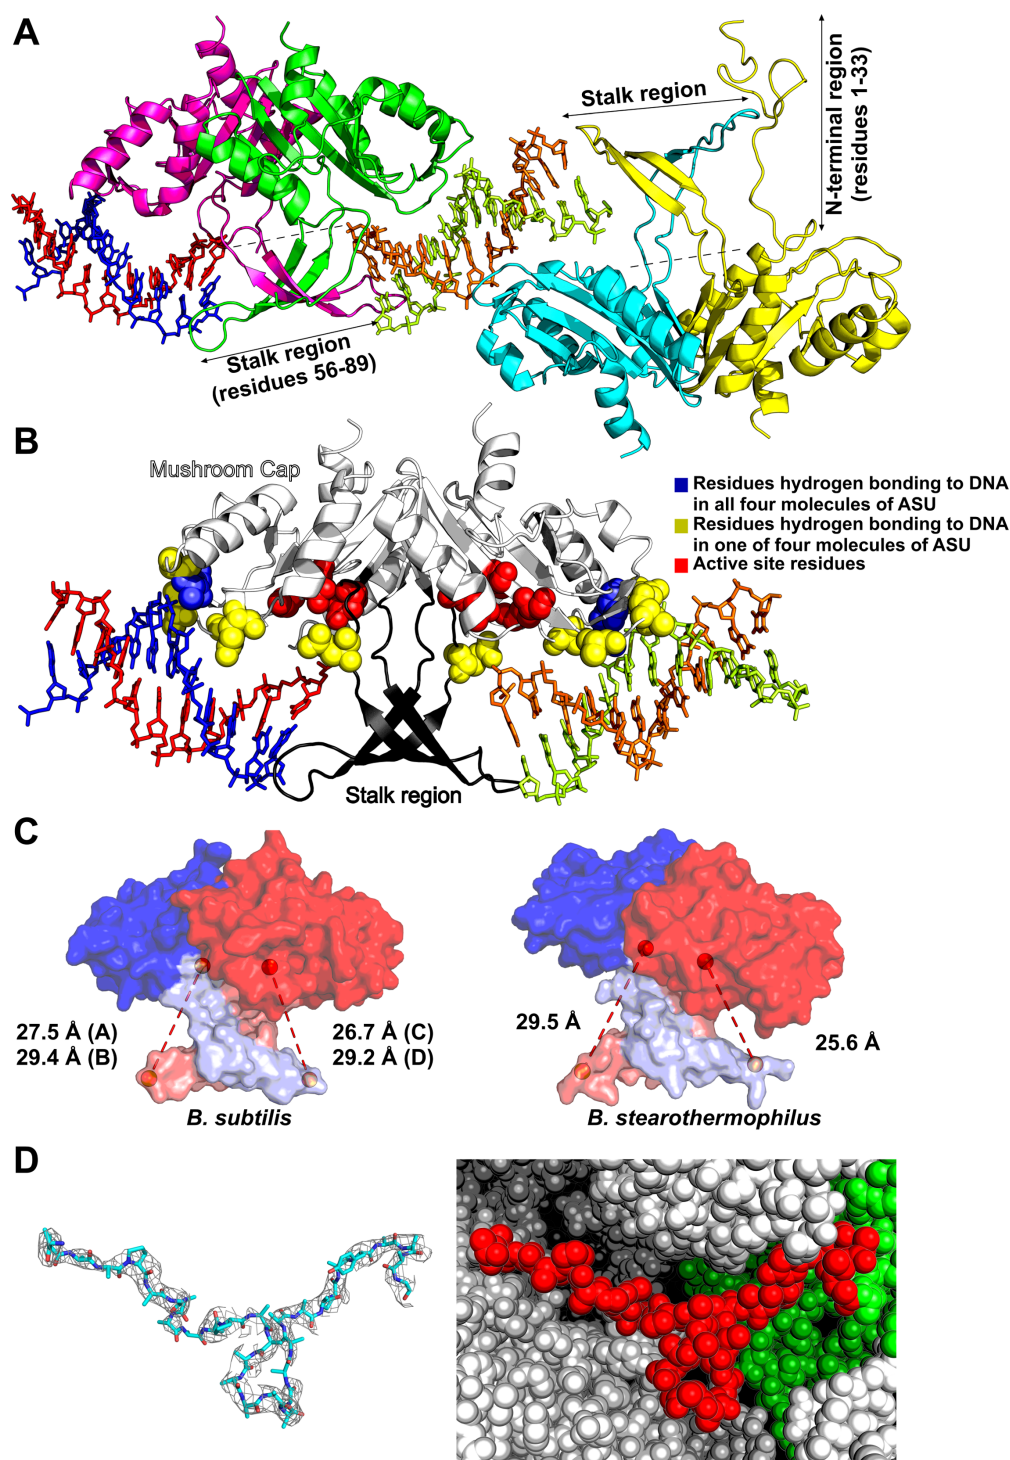 A
Stalk region
N-terminal region
(residues 1-33)
Stalk region
(residues 56-89)
B
Mushroom Cap
Residues hydrogen bonding to DNA
in all four molecules of ASU
Residues hydrogen bonding to DNA
in one of four molecules of ASU
Active site residues
Stalk region
C
27.5 Å (A)
29.4 Å (B)
26.7 Å (C)
29.2 Å (D)
29.5 Å
25.6 Å
B. subtilis
B. stearothermophilus
D